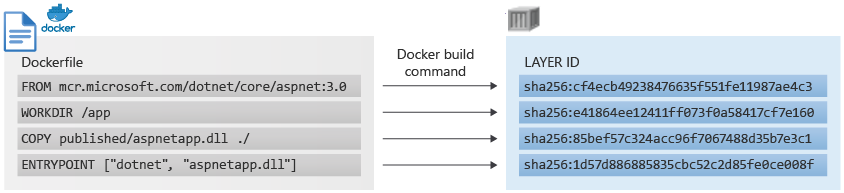 docker
Dockerfile
FROM mcr.microsoft.com/dotnet/core/aspnet:3.0
WORKDIR /app
COPY published/aspnetapp.dll ./
ENTRYPOINT ["dotnet", "aspnetapp.dll"]
Docker build
command
LAYER ID
sha256:cf4ecb49238476635f551fe11987ae4c3
sha256:e41864ee12411ff073f0a58417cf7e160
sha256:85bef57c324acc96f7067488d35b7e3c1
sha256:1d57d886885835cbc52c2d85fe0ce008f